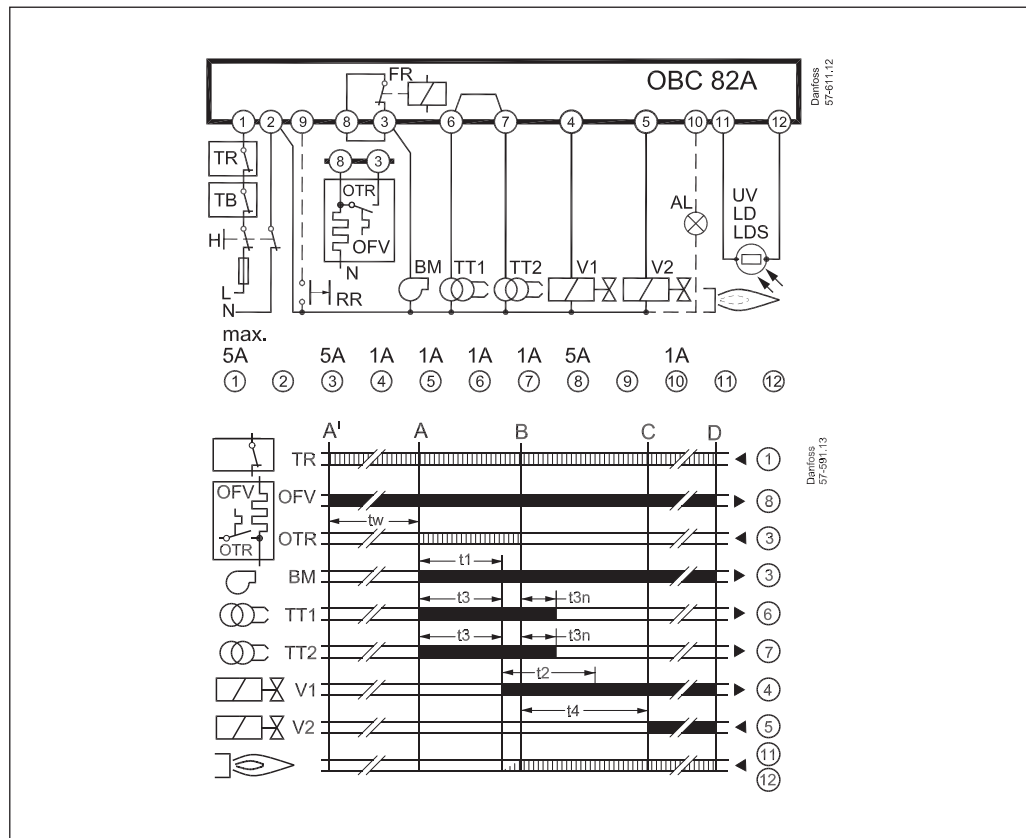 OBC 82A
Danfoss
57-611.12
FR
1 2 9 8 3 6 7 4 5 10 11 12
TR
TB
H
L
N
8 3
OTR
OFV
N
RR
BM
TT1
TT2
V1
V2
AL
UV
LD
LDS
max.
5A 5A 1A 1A 1A 1A 5A 1A
1 2 3 4 5 6 7 8 9 10 11 12
A' A B C D
Danfoss
57-591.13
TR 1
OFV
OTR
OFV 8
tw
OTR 3
t1
BM 3
t3 t3n
TT1 6
t3 t3n
TT2 7
t2
V1 4
t4
V2 5
11
12